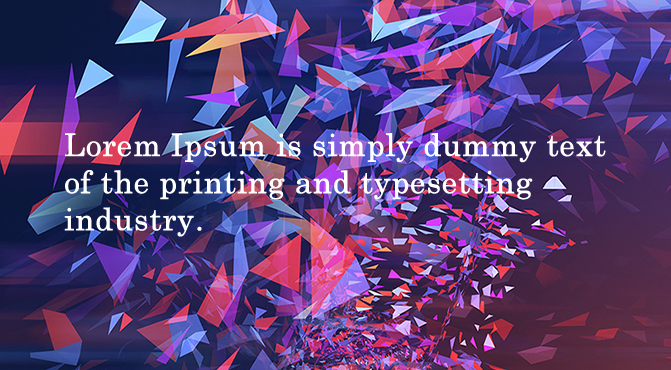 Lorem Ipsum is simply dummy text
of the printing and typesetting
industry.